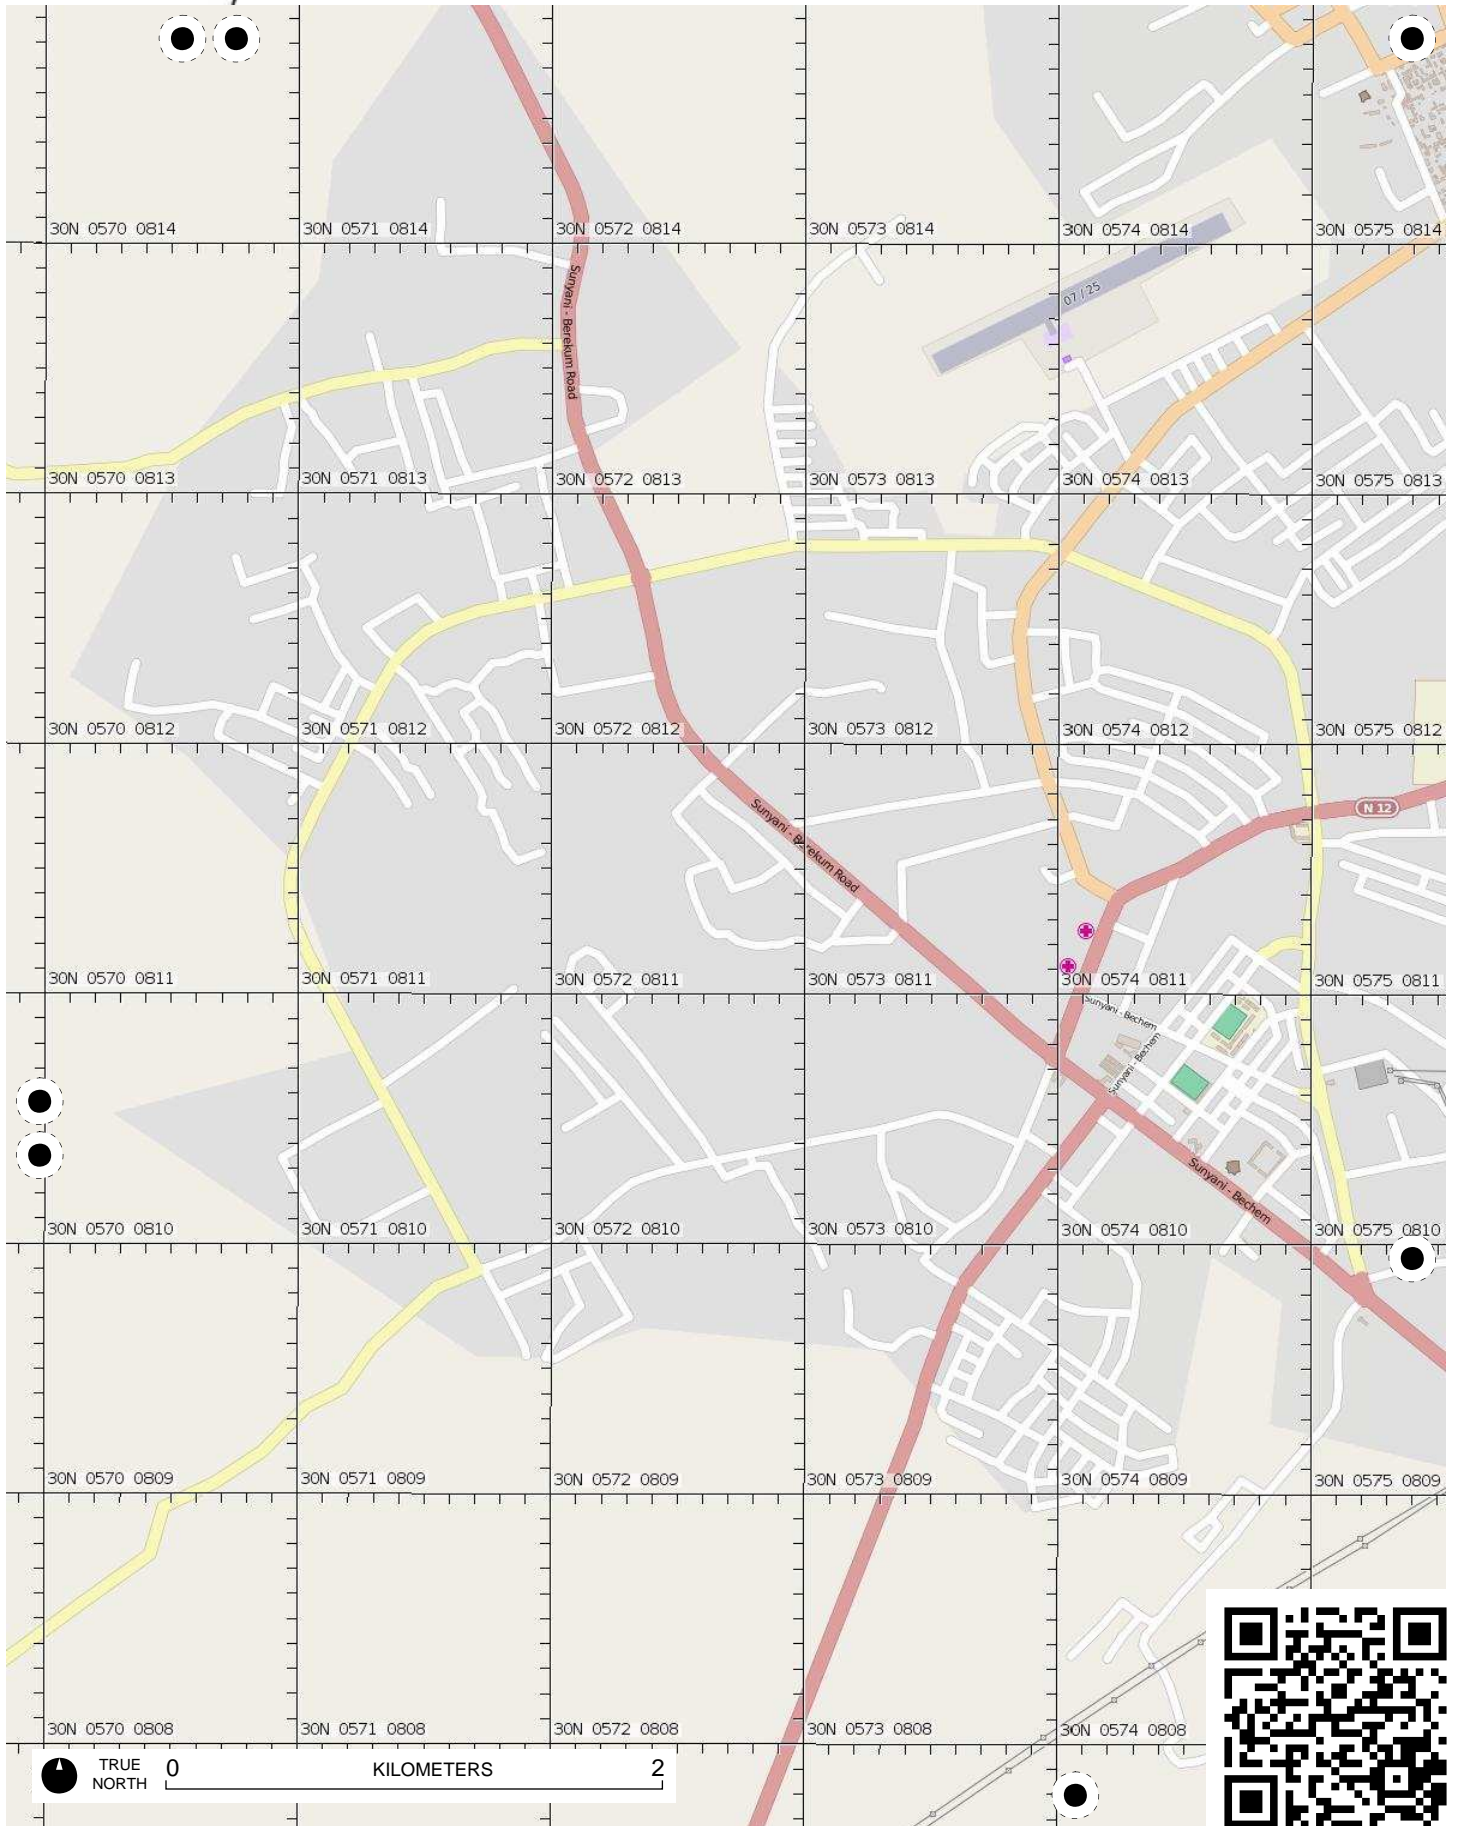 30N 0570 0814
30N 0571 0814
30N 0572 0814
30N 0573 0814
30N 0574 0814
30N 0575 0814
Sunyani - Berekum Road
07 / 25
30N 0570 0813
30N 0571 0813
30N 0572 0813
30N 0573 0813
30N 0574 0813
30N 0575 0813
30N 0570 0812
30N 0571 0812
30N 0572 0812
30N 0573 0812
30N 0574 0812
30N 0575 0812
Sunyani - Berekum Road
N 12
30N 0570 0811
30N 0571 0811
30N 0572 0811
30N 0573 0811
30N 0574 0811
30N 0575 0811
Sunyani - Bechem
Sunyani - Bechem
Sunyani - Bechem
30N 0570 0810
30N 0571 0810
30N 0572 0810
30N 0573 0810
30N 0574 0810
30N 0575 0810
30N 0570 0809
30N 0571 0809
30N 0572 0809
30N 0573 0809
30N 0574 0809
30N 0575 0809
30N 0570 0808
30N 0571 0808
30N 0572 0808
30N 0573 0808
30N 0574 0808
TRUE NORTH
0 KILOMETERS 2